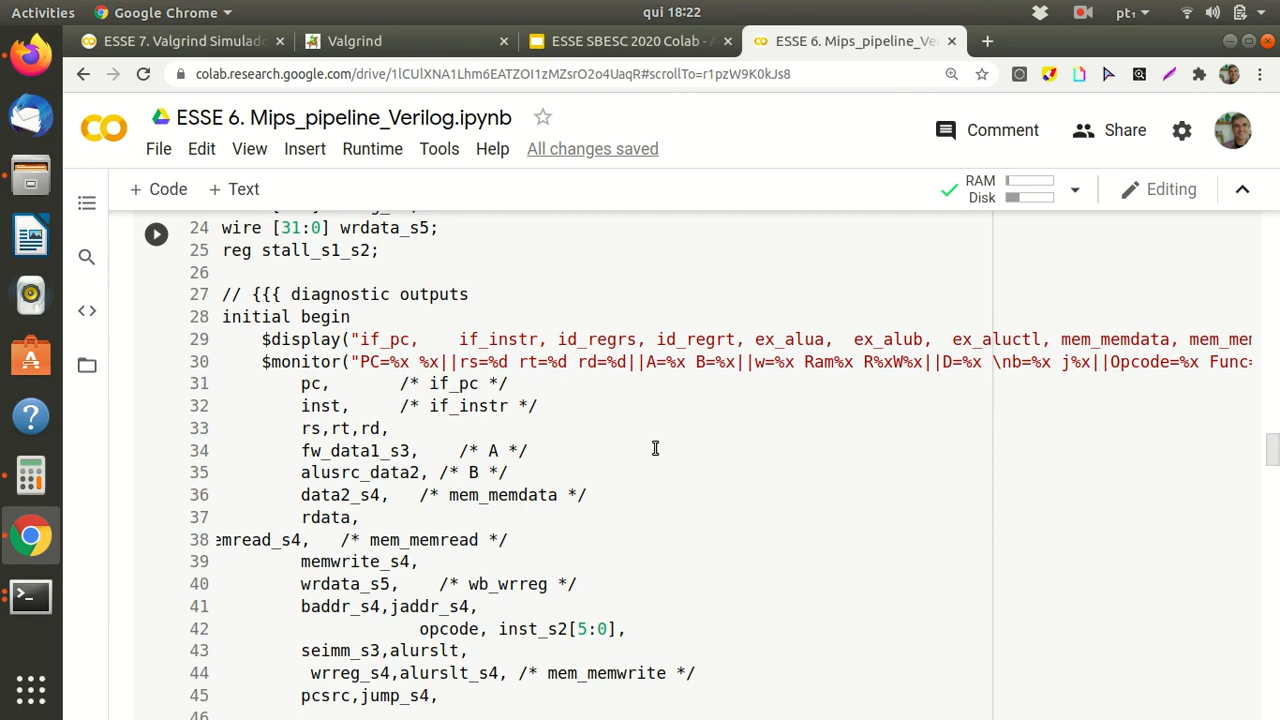 Activities Google Chrome qui 18:22 pt1
ESSE 7. Valgrind Simulado × Valgrind × ESSE SBESC 2020 Colab - × ESSE 6. Mips_pipeline_Ve ×
colab.research.google.com/drive/1lCUlXNA1Lhm6EATZOI1zMZsrO2o4UaqR#scrollTo=r1pzW9K0kJs8
ESSE 6. Mips_pipeline_Verilog.ipynb
Comment Share
File Edit View Insert Runtime Tools Help All changes saved
+ Code + Text RAM Disk Editing
24 wire [31:0] wrdata_s5;
25 reg stall_s1_s2;
26
27 // {{{ diagnostic outputs
28 initial begin
29 $display("if_pc, if_instr, id_regrs, id_regrt, ex_alua, ex_alub, ex_aluctl, mem_memdata, mem_mem
30 $monitor("PC=%x %x||rs=%d rt=%d rd=%d||A=%x B=%x||w=%x Ram%x R%xW%x||D=%x \nb=%x j%x||Opcode=%x Func=
31 pc, /* if_pc */
32 inst, /* if_instr */
33 rs,rt,rd,
34 fw_data1_s3, /* A */
35 alusrc_data2, /* B */
36 data2_s4, /* mem_memdata */
37 rdata,
38 emread_s4, /* mem_memread */
39 memwrite_s4,
40 wrdata_s5, /* wb_wrreg */
41 baddr_s4,jaddr_s4,
42 opcode, inst_s2[5:0],
43 seimm_s3,alurslt,
44 wrreg_s4,alurslt_s4, /* mem_memwrite */
45 pcsrc,jump_s4,
46